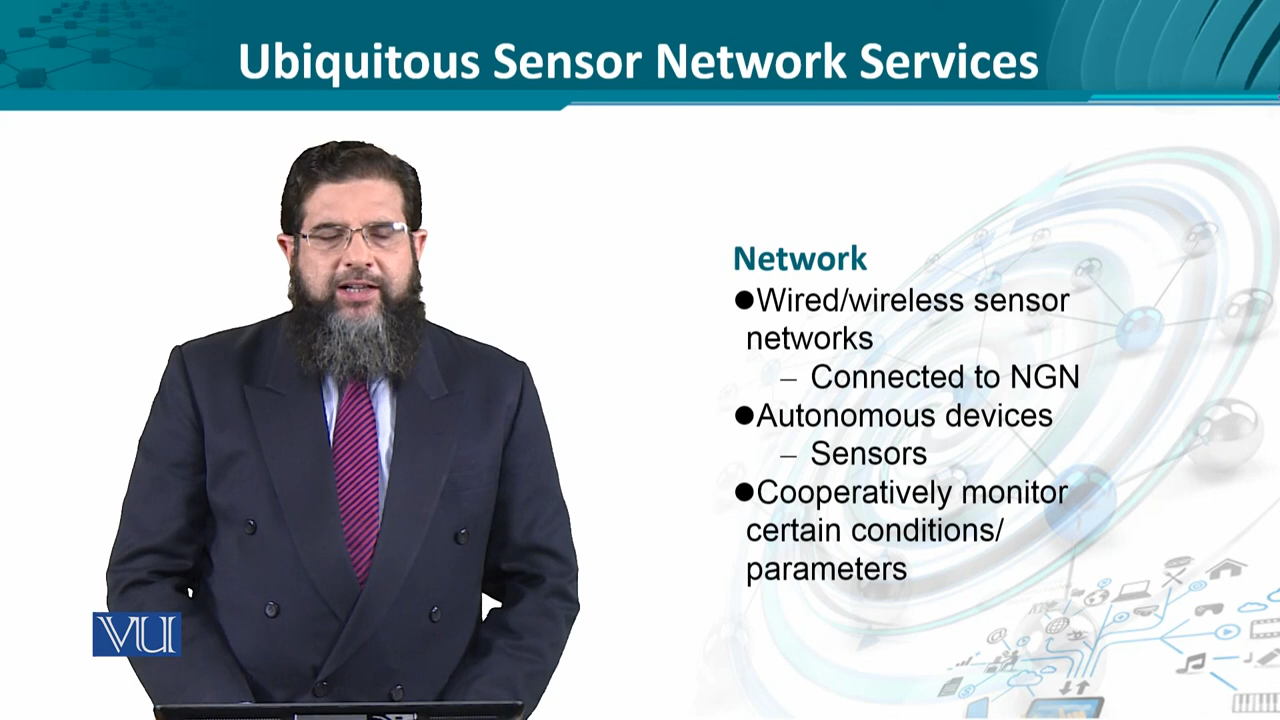 Ubiquitous Sensor Network Services
Network
●Wired/wireless sensor
networks
– Connected to NGN
●Autonomous devices
– Sensors
●Cooperatively monitor
certain conditions/
parameters
VU